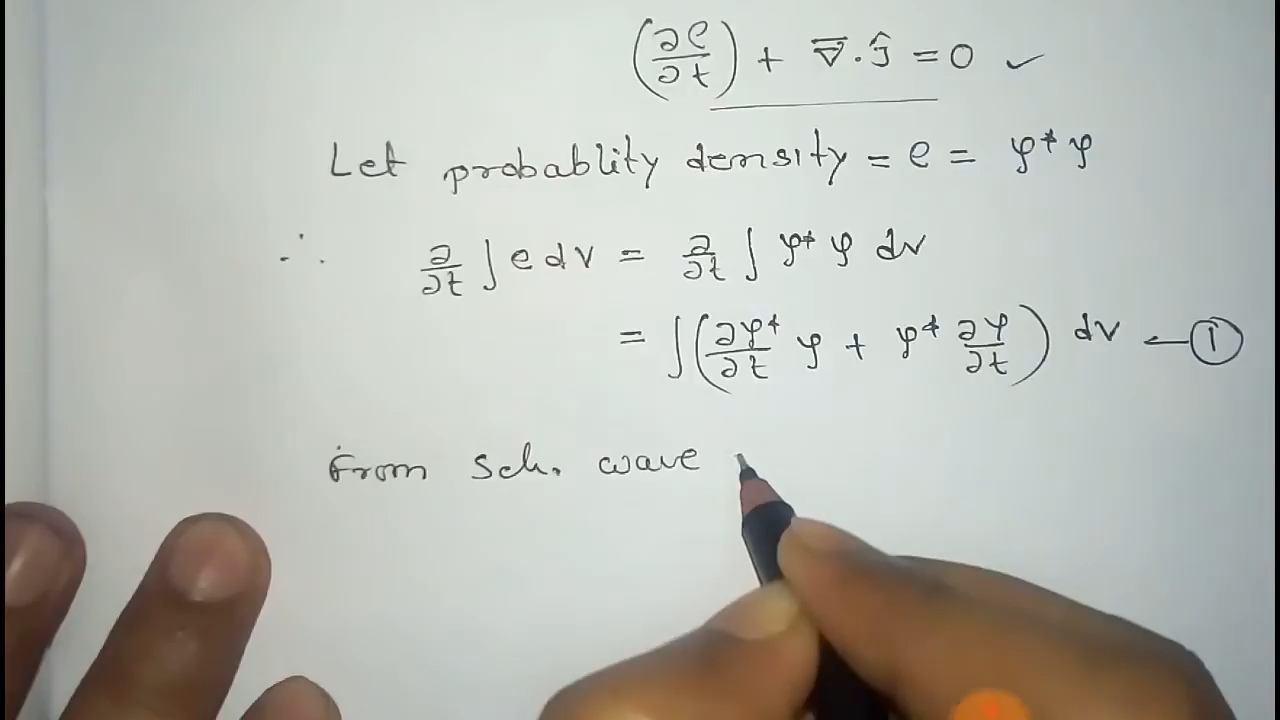 (∂ρ/∂t) + ∇̅.ĵ = 0 ✓
Let probablity density = ρ = φ* φ
∴ ∂/∂t ∫ρ dv = ∂/∂t ∫ φ* φ dv
= ∫(∂φ*/∂t φ + φ* ∂φ/∂t) dv —①
From Sch. wave